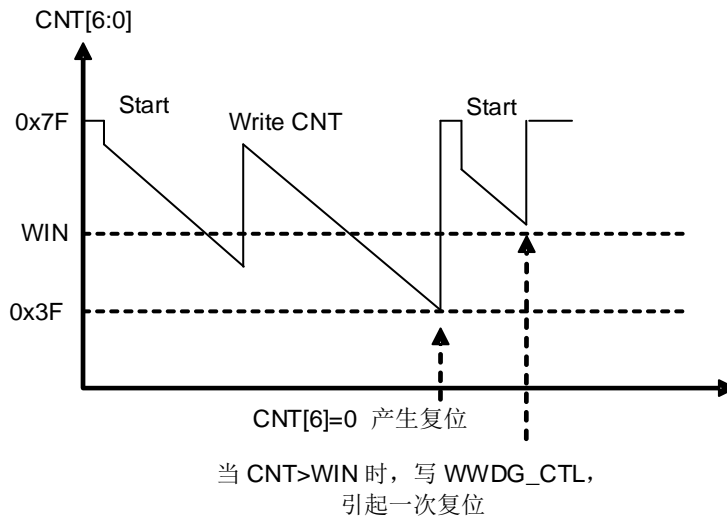 CNT[6:0]
Start
Start
0x7F
Write CNT
WIN
0x3F
CNT[6]=0 产生复位
当 CNT>WIN 时，写 WWDG_CTL，
引起一次复位